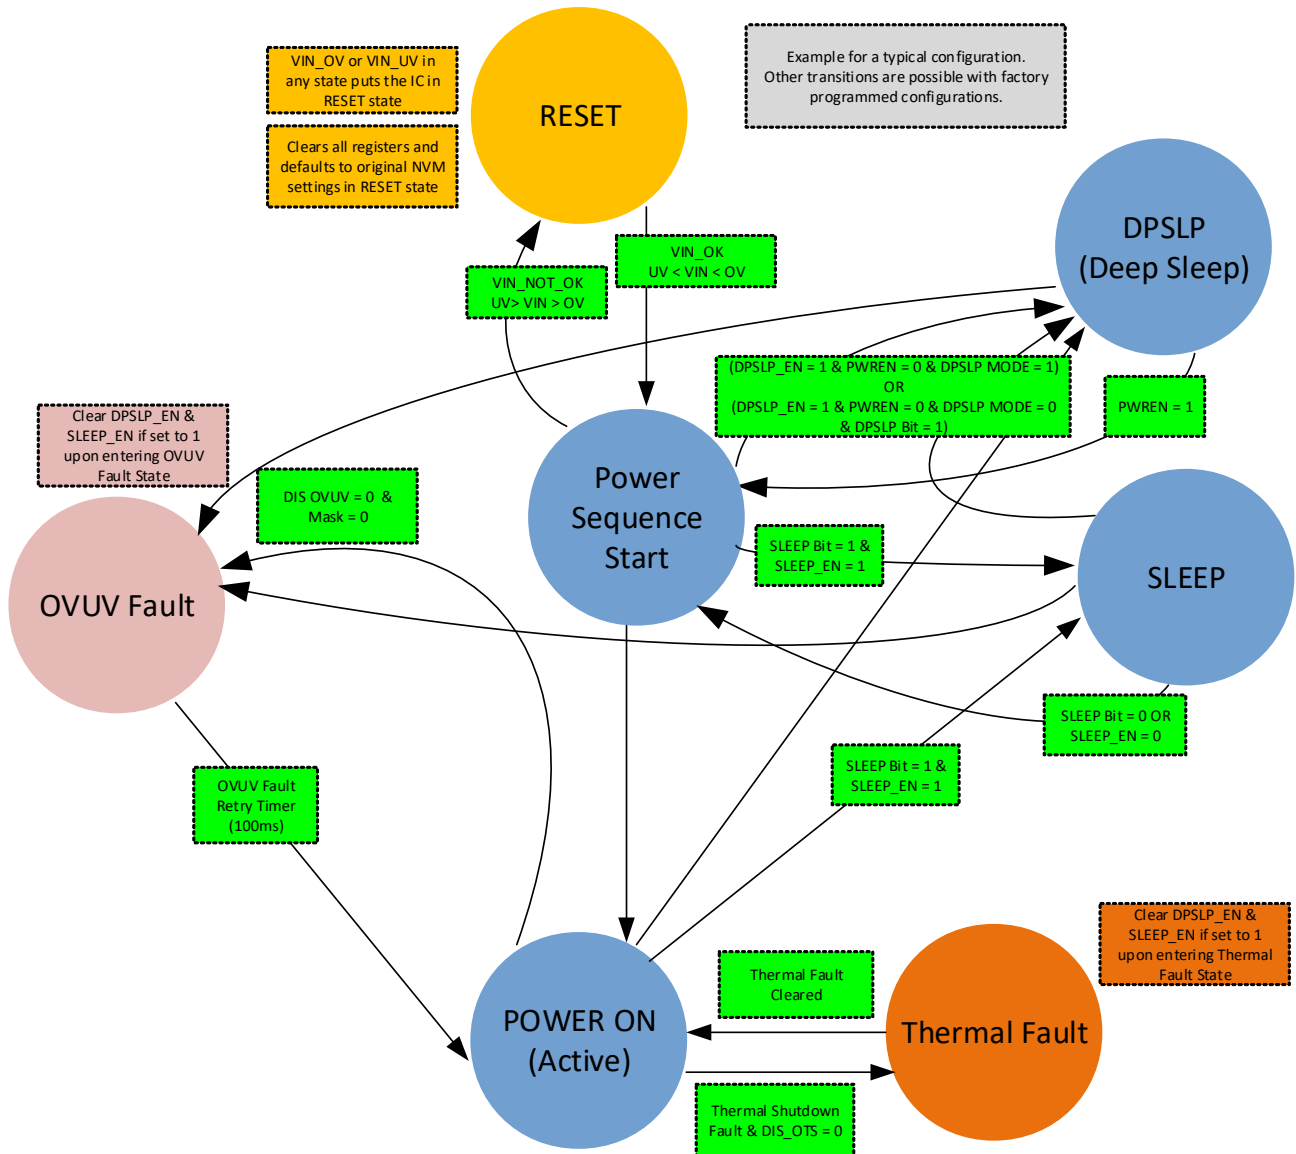 VIN_OV or VIN_UV in
any state puts the IC in
RESET state
Clears all registers and
defaults to original NVM
settings in RESET state
RESET
Example for a typical configuration.
Other transitions are possible with factory
programmed configurations.
DPSLP
(Deep Sleep)
VIN_NOT_OK
UV> VIN > OV
VIN_OK
UV < VIN < OV
(DPSLP_EN = 1 & PWREN = 0 & DPSLP MODE = 1)
OR
(DPSLP_EN = 1 & PWREN = 0 & DPSLP MODE = 0
& DPSLP Bit = 1)
PWREN = 1
Clear DPSLP_EN &
SLEEP_EN if set to 1
upon entering OVUV
Fault State
DIS OVUV = 0 &
Mask = 0
Power
Sequence
Start
SLEEP Bit = 1 &
SLEEP_EN = 1
SLEEP
OVUV Fault
SLEEP Bit = 0 OR
SLEEP_EN = 0
SLEEP Bit = 1 &
SLEEP_EN = 1
OVUV Fault
Retry Timer
(100ms)
Clear DPSLP_EN &
SLEEP_EN if set to 1
upon entering Thermal
Fault State
Thermal Fault
Cleared
POWER ON
(Active)
Thermal Fault
Thermal Shutdown
Fault & DIS_OTS = 0